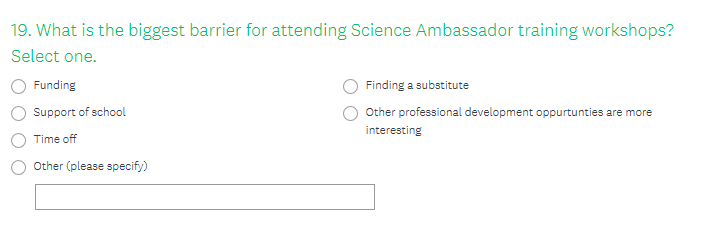 19. What is the biggest barrier for attending Science Ambassador training workshops?
Select one.
Funding
Support of school
Time off
Other (please specify)
Finding a substitute
Other professional development oppurtunties are more
interesting